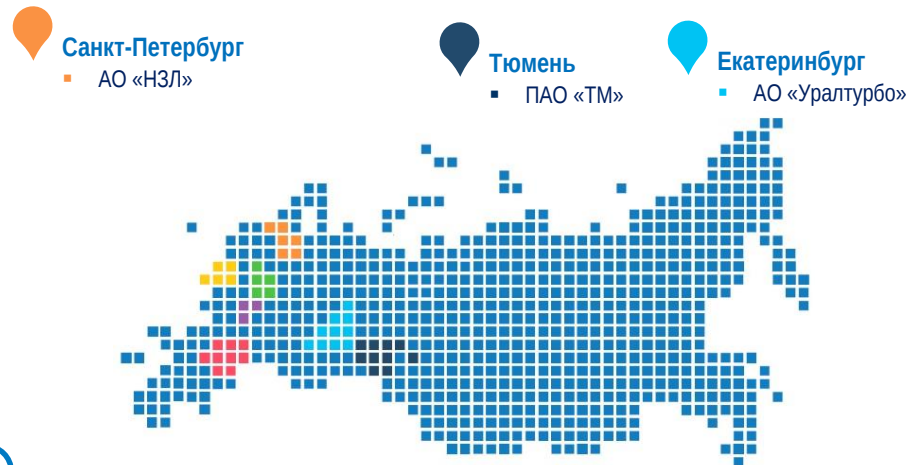 Санкт-Петербург
▪ АО «НЗЛ»
Тюмень
▪ ПАО «ТМ»
Екатеринбург
▪ АО «Уралтурбо»